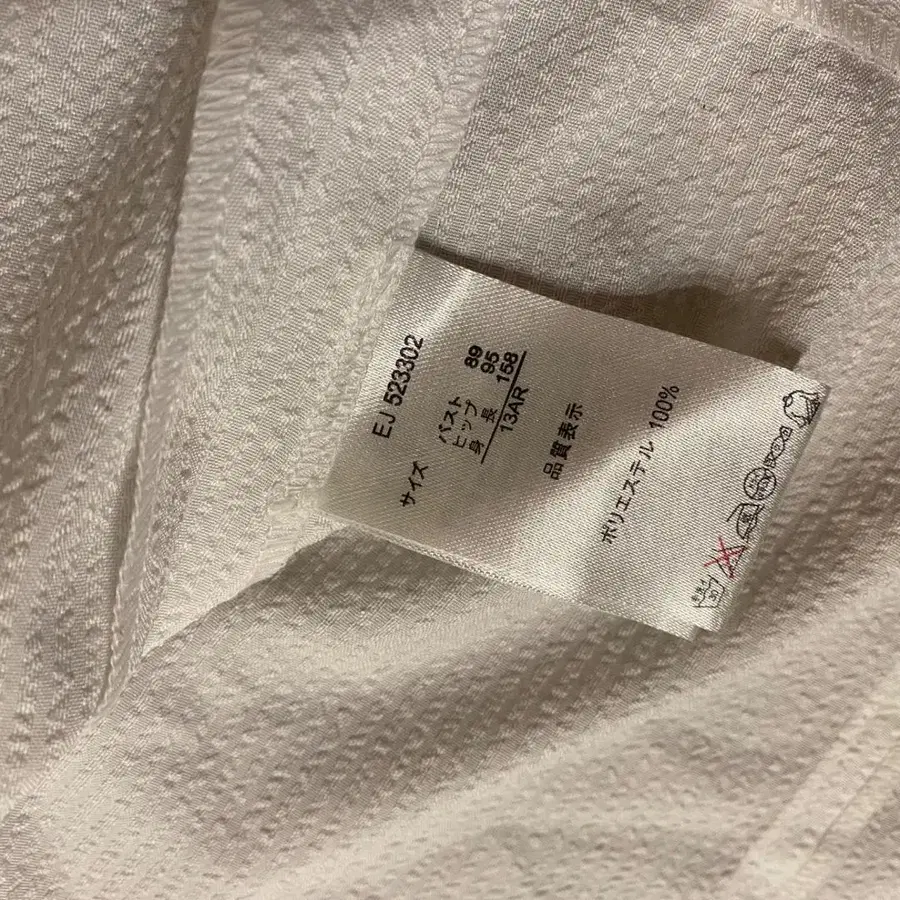 EJ 523302
サイズ
バスト 89
ヒップ 95
身長 158
13AR
品質表示
ポリエステル 100%
30